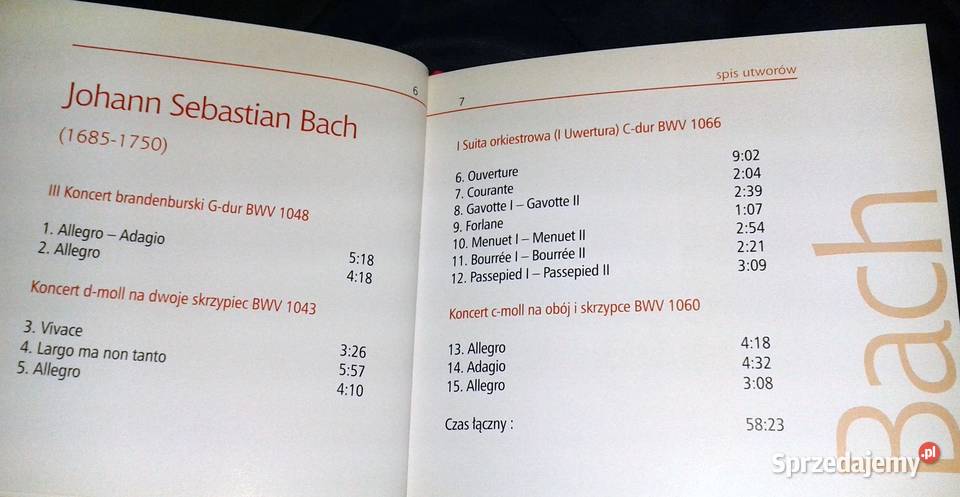 6
Johann Sebastian Bach
(1685-1750)
III Koncert brandenburski G-dur BWV 1048
1. Allegro – Adagio 5:18
2. Allegro 4:18
Koncert d-moll na dwoje skrzypiec BWV 1043
3. Vivace 3:26
4. Largo ma non tanto 5:57
5. Allegro 4:10
7
spis utworów
I Suita orkiestrowa (I Uwertura) C-dur BWV 1066
6. Ouverture 9:02
7. Courante 2:04
8. Gavotte I – Gavotte II 2:39
9. Forlane 1:07
10. Menuet I – Menuet II 2:54
11. Bourrée I – Bourrée II 2:21
12. Passepied I – Passepied II 3:09
Koncert c-moll na obój i skrzypce BWV 1060
13. Allegro 4:18
14. Adagio 4:32
15. Allegro 3:08
Czas łączny : 58:23
Bach
Sprzedajemy.pl